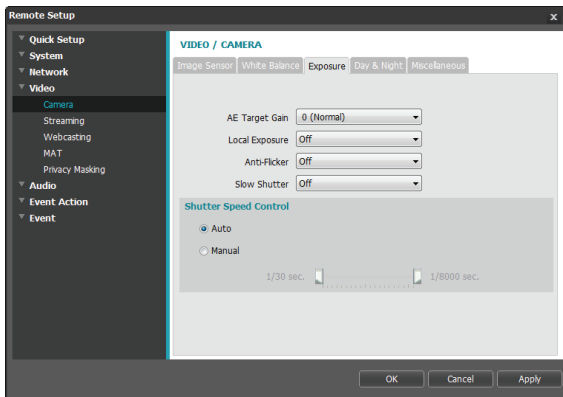 Remote Setup
x
Quick Setup
System
Network
Video
Camera
Streaming
Webcasting
MAT
Privacy Masking
Audio
Event Action
Event
VIDEO / CAMERA
Image Sensor White Balance Exposure Day & Night Miscellaneous
AE Target Gain 0 (Normal)
Local Exposure Off
Anti-Flicker Off
Slow Shutter Off
Shutter Speed Control
Auto
Manual
1/30 sec. 1/8000 sec.
OK Cancel Apply